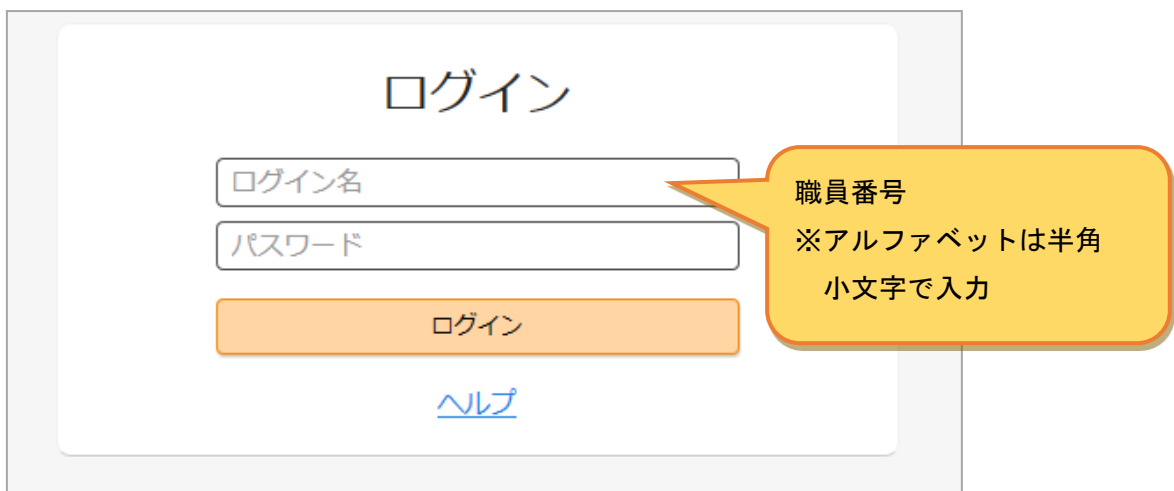 ログイン
ログイン名
パスワード
ログイン
ヘルプ
職員番号
※アルファベットは半角
小文字で入力